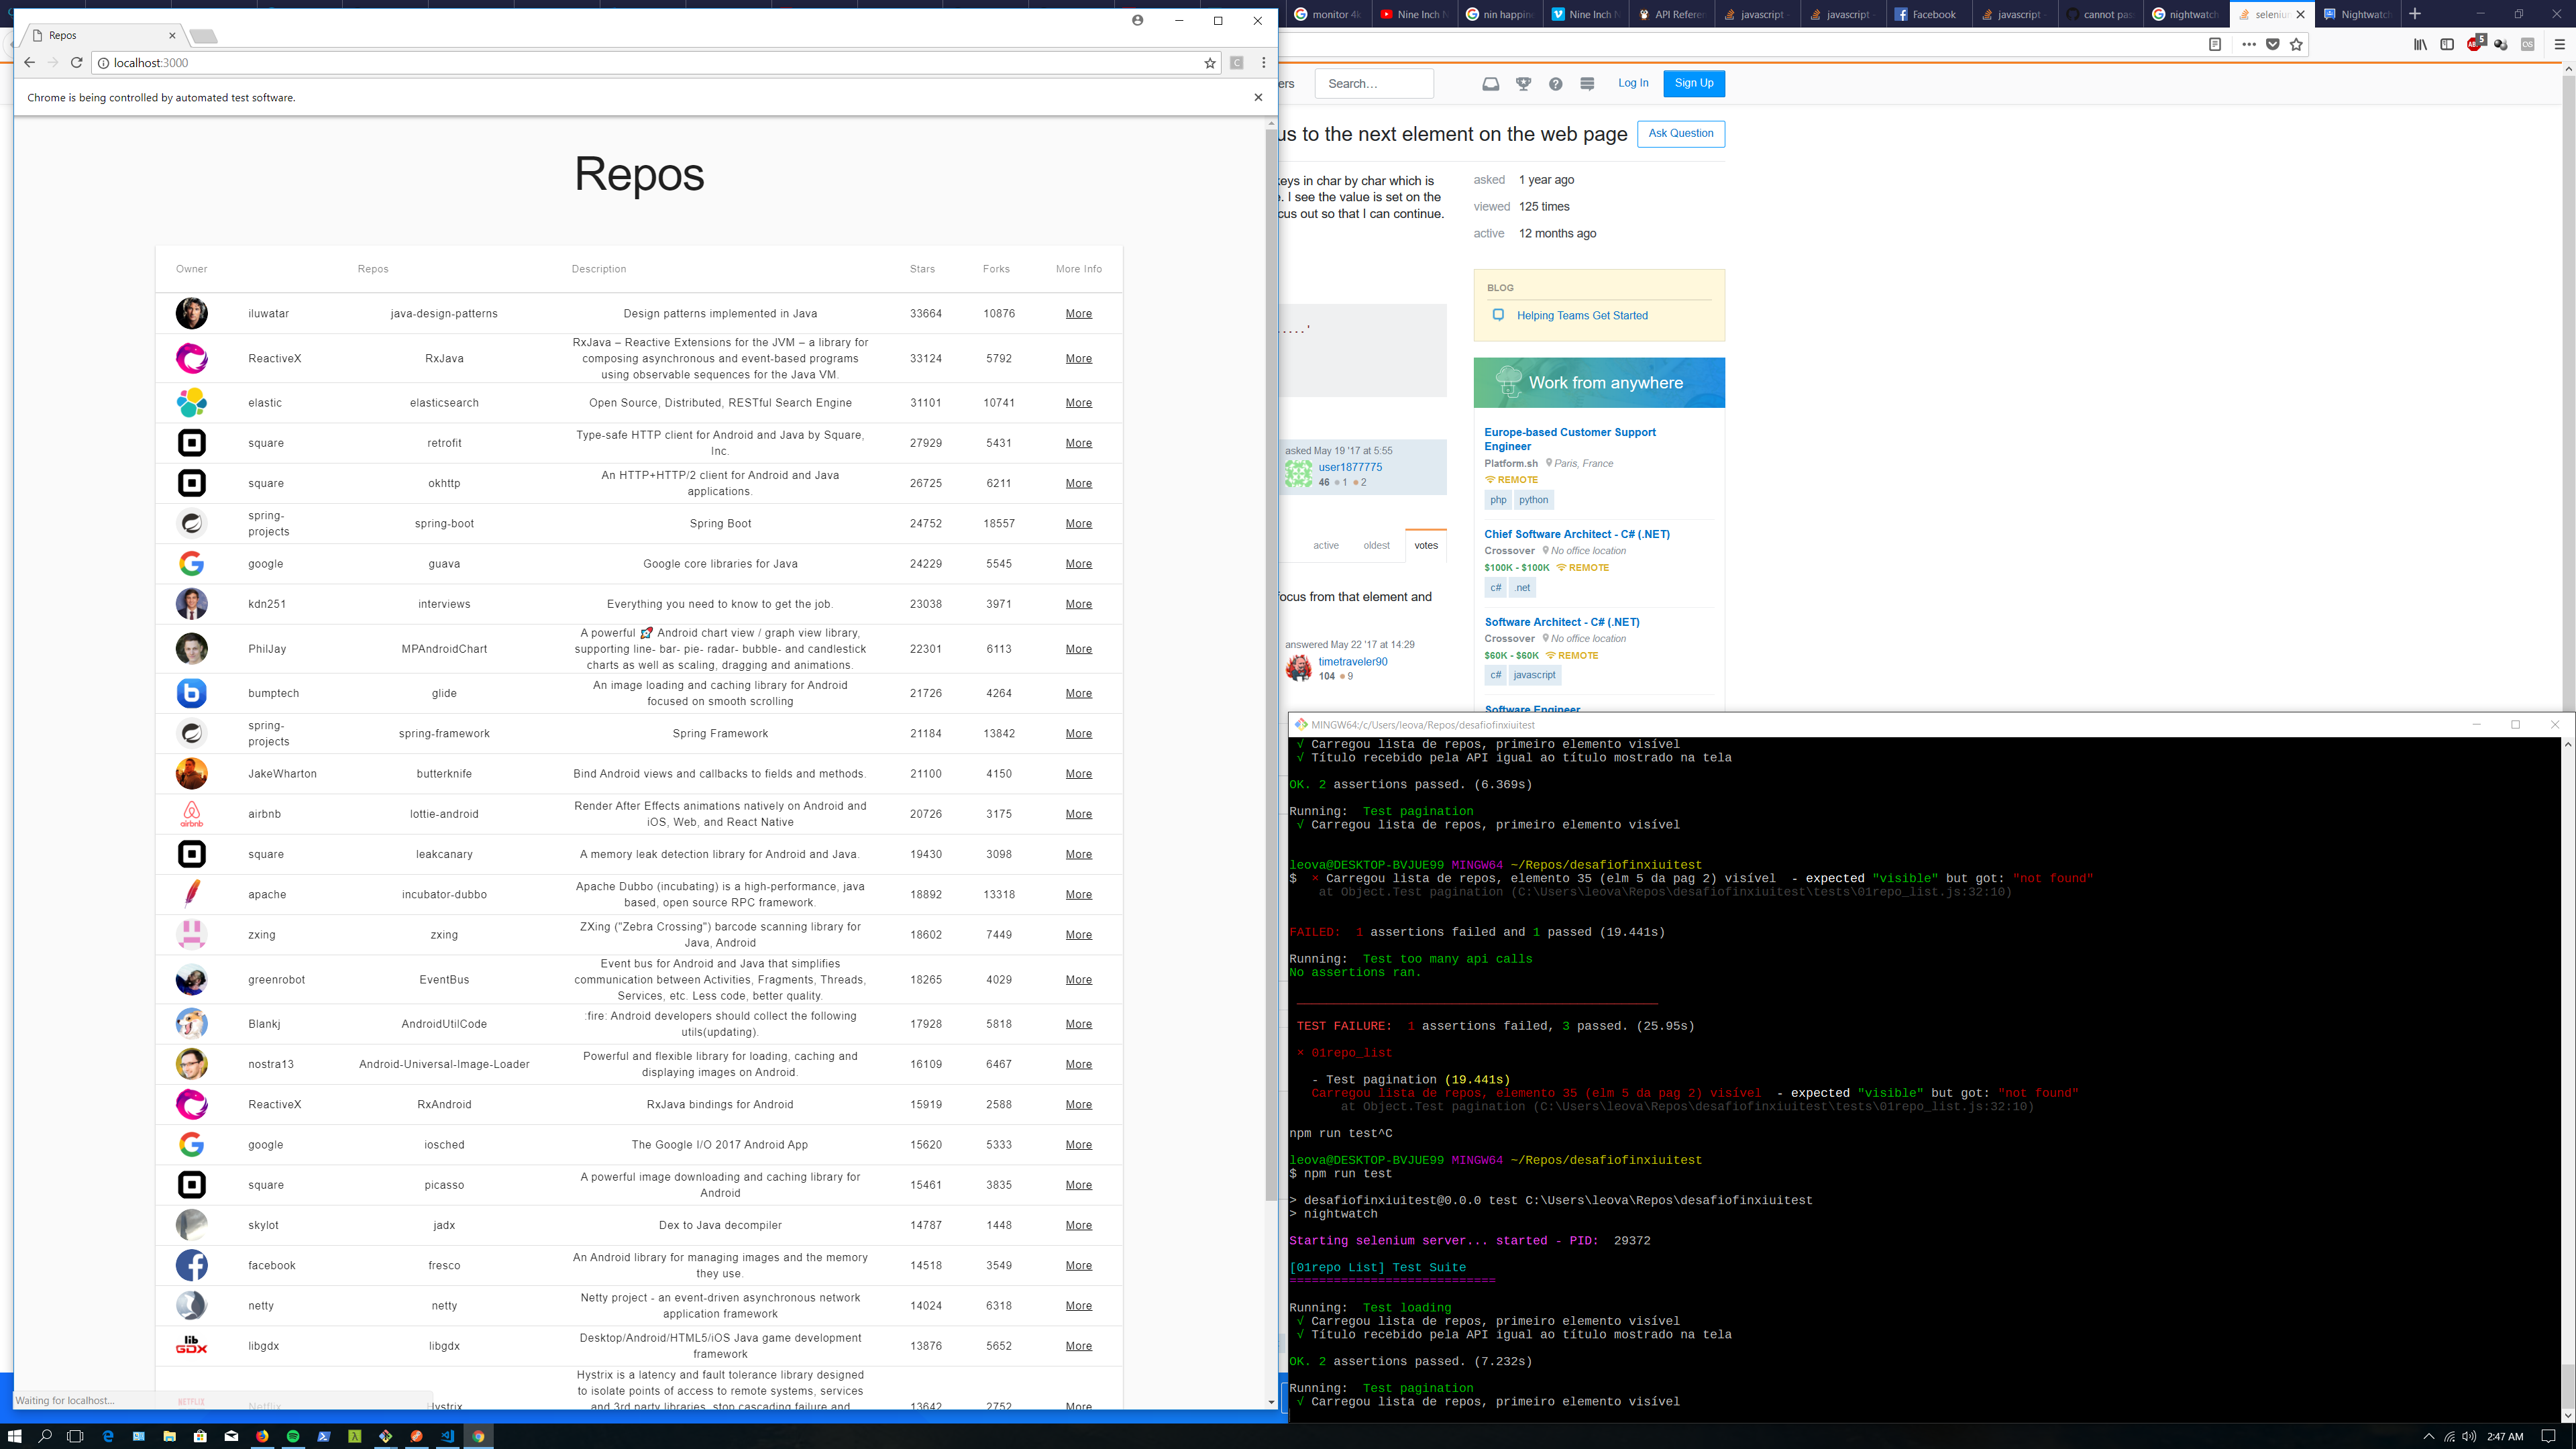 Repos
localhost:3000
Chrome is being controlled by automated test software.
Repos
Owner Repos Description Stars Forks More Info
iluwatar java-design-patterns Design patterns implemented in Java 33664 10876 More
ReactiveX RxJava RxJava – Reactive Extensions for the JVM – a library for
composing asynchronous and event-based programs
using observable sequences for the Java VM. 33124 5792 More
elastic elasticsearch Open Source, Distributed, RESTful Search Engine 31101 10741 More
square retrofit Type-safe HTTP client for Android and Java by Square,
Inc. 27929 5431 More
square okhttp An HTTP+HTTP/2 client for Android and Java
applications. 26725 6211 More
spring-
projects spring-boot Spring Boot 24752 18557 More
google guava Google core libraries for Java 24229 5545 More
kdn251 interviews Everything you need to know to get the job. 23038 3971 More
PhilJay MPAndroidChart A powerful 🚀 Android chart view / graph view library,
supporting line- bar- pie- radar- bubble- and candlestick
charts as well as scaling, dragging and animations. 22301 6113 More
bumptech glide An image loading and caching library for Android
focused on smooth scrolling 21726 4264 More
spring-
projects spring-framework Spring Framework 21184 13842 More
JakeWharton butterknife Bind Android views and callbacks to fields and methods. 21100 4150 More
airbnb
airbnb lottie-android Render After Effects animations natively on Android and
iOS, Web, and React Native 20726 3175 More
square leakcanary A memory leak detection library for Android and Java. 19430 3098 More
apache incubator-dubbo Apache Dubbo (incubating) is a high-performance, java
based, open source RPC framework. 18892 13318 More
zxing zxing ZXing ("Zebra Crossing") barcode scanning library for
Java, Android 18602 7449 More
greenrobot EventBus Event bus for Android and Java that simplifies
communication between Activities, Fragments, Threads,
Services, etc. Less code, better quality. 18265 4029 More
Blankj AndroidUtilCode :fire: Android developers should collect the following
utils(updating). 17928 5818 More
nostra13 Android-Universal-Image-Loader Powerful and flexible library for loading, caching and
displaying images on Android. 16109 6467 More
ReactiveX RxAndroid RxJava bindings for Android 15919 2588 More
google iosched The Google I/O 2017 Android App 15620 5333 More
square picasso A powerful image downloading and caching library for
Android 15461 3835 More
skylot jadx Dex to Java decompiler 14787 1448 More
facebook fresco An Android library for managing images and the memory
they use. 14518 3549 More
netty netty Netty project - an event-driven asynchronous network
application framework 14024 6318 More
lib
GDX
libgdx libgdx Desktop/Android/HTML5/iOS Java game development
framework 13876 5652 More
NETFLIX
Netflix Hystrix Hystrix is a latency and fault tolerance library designed
to isolate points of access to remote systems, services
and 3rd party libraries, stop cascading failure and 13642 2752 More
Waiting for localhost...
monitor 4k Nine Inch N nin happine Nine Inch N API Referen javascript - javascript - Facebook javascript - cannot pas nightwatch seleniun Nightwatch
5
ers Search... Log In Sign Up
us to the next element on the web page Ask Question
keys in char by char which is
e. I see the value is set on the
cus out so that I can continue.
asked 1 year ago
viewed 125 times
active 12 months ago
BLOG
Helping Teams Get Started
.....'
Work from anywhere
Europe-based Customer Support
Engineer
Platform.sh Paris, France
REMOTE
php python
asked May 19 '17 at 5:55
user1877775
46 1 2
Chief Software Architect - C# (.NET)
Crossover No office location
$100K - $100K REMOTE
c# .net
active oldest votes
focus from that element and
Software Architect - C# (.NET)
Crossover No office location
$60K - $60K REMOTE
c# javascript
answered May 22 '17 at 14:29
timetraveler90
104 9
Software Engineer
MINGW64:/c/Users/leova/Repos/desafiofinxiuitest
√ Carregou lista de repos, primeiro elemento visível
√ Título recebido pela API igual ao título mostrado na tela
OK. 2 assertions passed. (6.369s)
Running: Test pagination
√ Carregou lista de repos, primeiro elemento visível
leova@DESKTOP-BVJUE99 MINGW64 ~/Repos/desafiofinxiuitest
$ × Carregou lista de repos, elemento 35 (elm 5 da pag 2) visível - expected "visible" but got: "not found"
at Object.Test pagination (C:\Users\leova\Repos\desafiofinxiuitest\tests\01repo_list.js:32:10)
FAILED: 1 assertions failed and 1 passed (19.441s)
Running: Test too many api calls
No assertions ran.
TEST FAILURE: 1 assertions failed, 3 passed. (25.95s)
× 01repo_list
- Test pagination (19.441s)
Carregou lista de repos, elemento 35 (elm 5 da pag 2) visível - expected "visible" but got: "not found"
at Object.Test pagination (C:\Users\leova\Repos\desafiofinxiuitest\tests\01repo_list.js:32:10)
npm run test^C
leova@DESKTOP-BVJUE99 MINGW64 ~/Repos/desafiofinxiuitest
$ npm run test
> desafiofinxiuitest@0.0.0 test C:\Users\leova\Repos\desafiofinxiuitest
> nightwatch
Starting selenium server... started - PID: 29372
[01repo List] Test Suite
============================
Running: Test loading
√ Carregou lista de repos, primeiro elemento visível
√ Título recebido pela API igual ao título mostrado na tela
OK. 2 assertions passed. (7.232s)
Running: Test pagination
√ Carregou lista de repos, primeiro elemento visível
2:47 AM